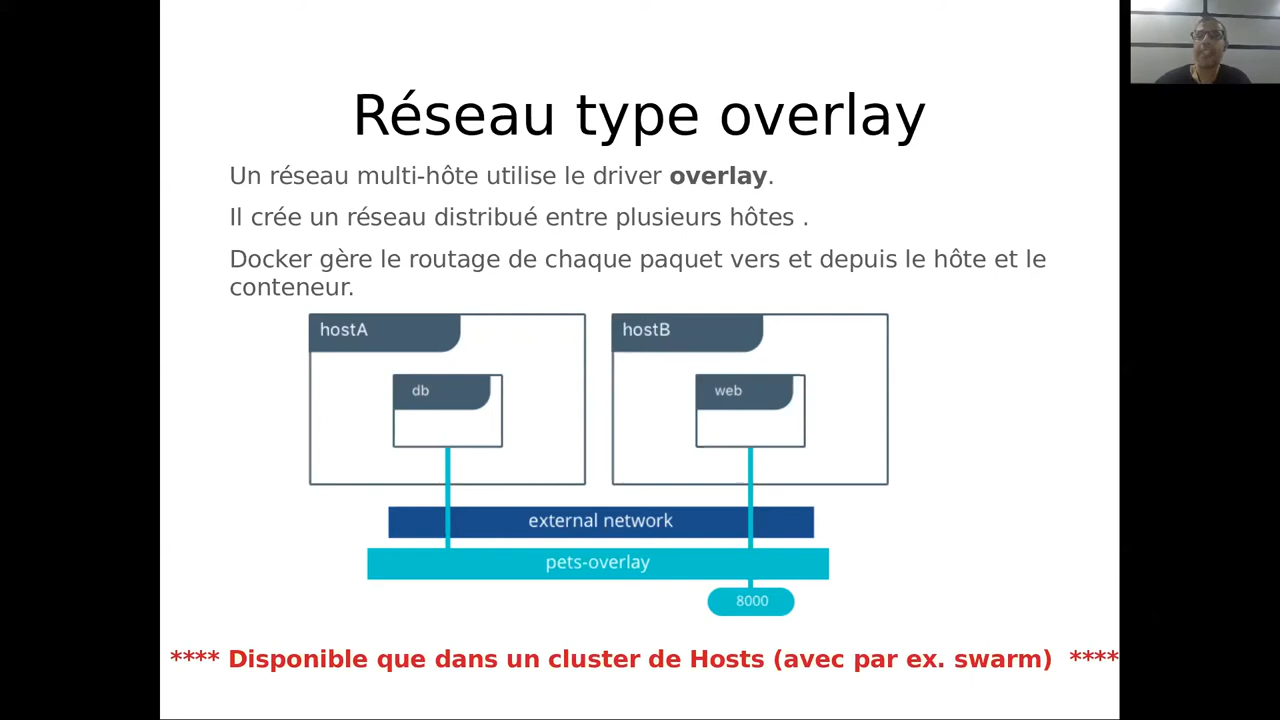 Réseau type overlay
Un réseau multi-hôte utilise le driver overlay.
Il crée un réseau distribué entre plusieurs hôtes .
Docker gère le routage de chaque paquet vers et depuis le hôte et le
conteneur.
hostA
hostB
db
web
external network
pets-overlay
8000
**** Disponible que dans un cluster de Hosts (avec par ex. swarm) ****